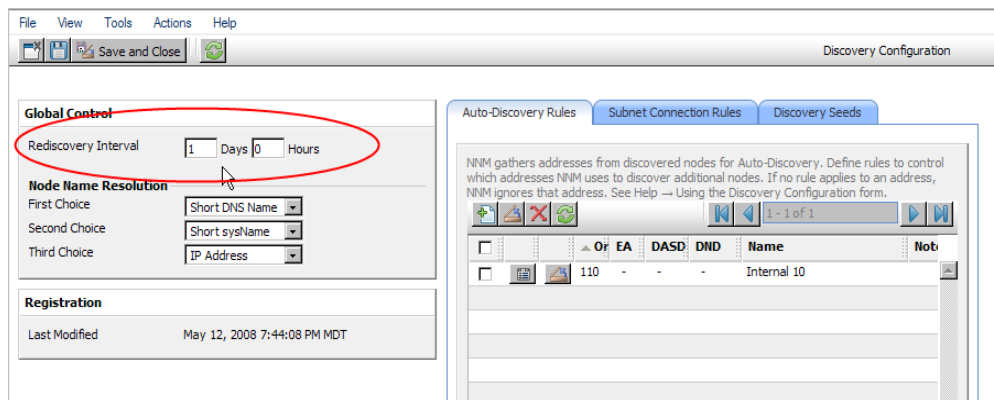 File View Tools Actions Help
Save and Close
Discovery Configuration
Global Control
Rediscovery Interval 1 Days 0 Hours
Node Name Resolution
First Choice Short DNS Name
Second Choice Short sysName
Third Choice IP Address
Registration
Last Modified May 12, 2008 7:44:08 PM MDT
Auto-Discovery Rules Subnet Connection Rules Discovery Seeds
NNM gathers addresses from discovered nodes for Auto-Discovery. Define rules to control
which addresses NNM uses to discover additional nodes. If no rule applies to an address,
NNM ignores that address. See Help → Using the Discovery Configuration form.
1 - 1 of 1
Or EA DASD DND Name Note
110 - - - Internal 10